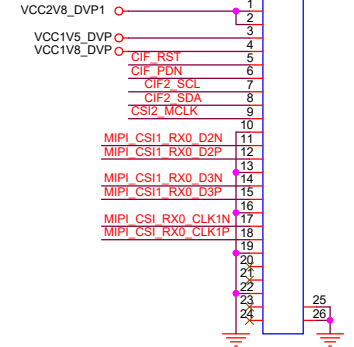 VCC2V8_DVP1 1
2
VCC1V5_DVP 3
VCC1V8_DVP 4
CIF_RST 5
CIF_PDN 6
CIF2_SCL 7
CIF2_SDA 8
CSI2_MCLK 9
10
MIPI_CSI1_RX0_D2N 11
MIPI_CSI1_RX0_D2P 12
13
MIPI_CSI1_RX0_D3N 14
MIPI_CSI1_RX0_D3P 15
16
MIPI_CSI_RX0_CLK1N 17
MIPI_CSI_RX0_CLK1P 18
19
20
21
22
23 25
24 26